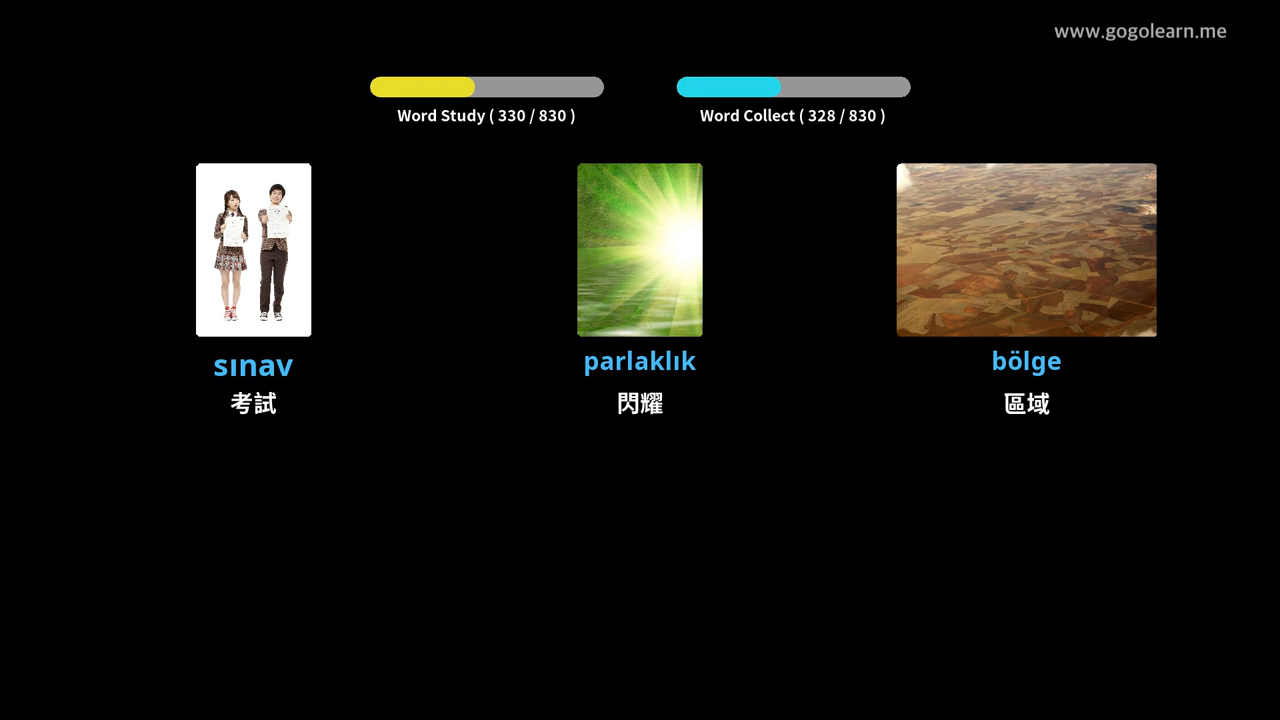 www.gogolearn.me
Word Study ( 330 / 830 )
Word Collect ( 328 / 830 )
sınav
考試
parlaklık
閃耀
bölge
區域